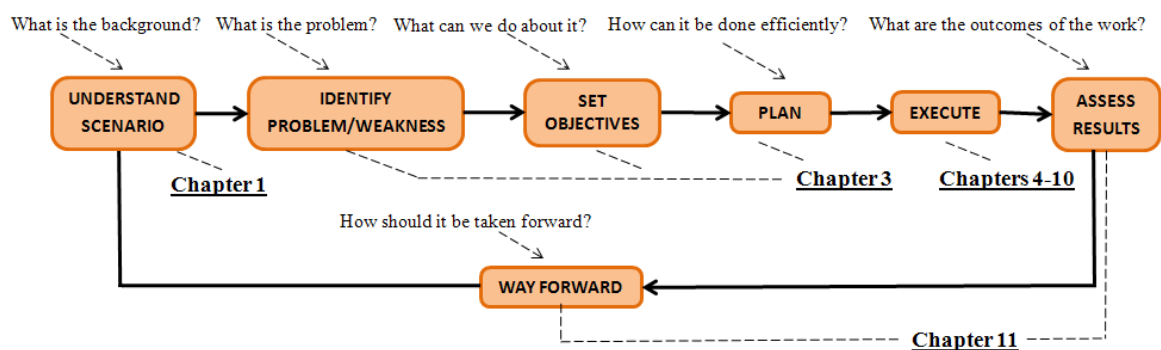 What is the background?
What is the problem?
What can we do about it?
How can it be done efficiently?
What are the outcomes of the work?
UNDERSTAND
SCENARIO
IDENTIFY
PROBLEM/WEAKNESS
SET
OBJECTIVES
PLAN
EXECUTE
ASSESS
RESULTS
Chapter 1
Chapter 3
Chapters 4-10
How should it be taken forward?
WAY FORWARD
Chapter 11